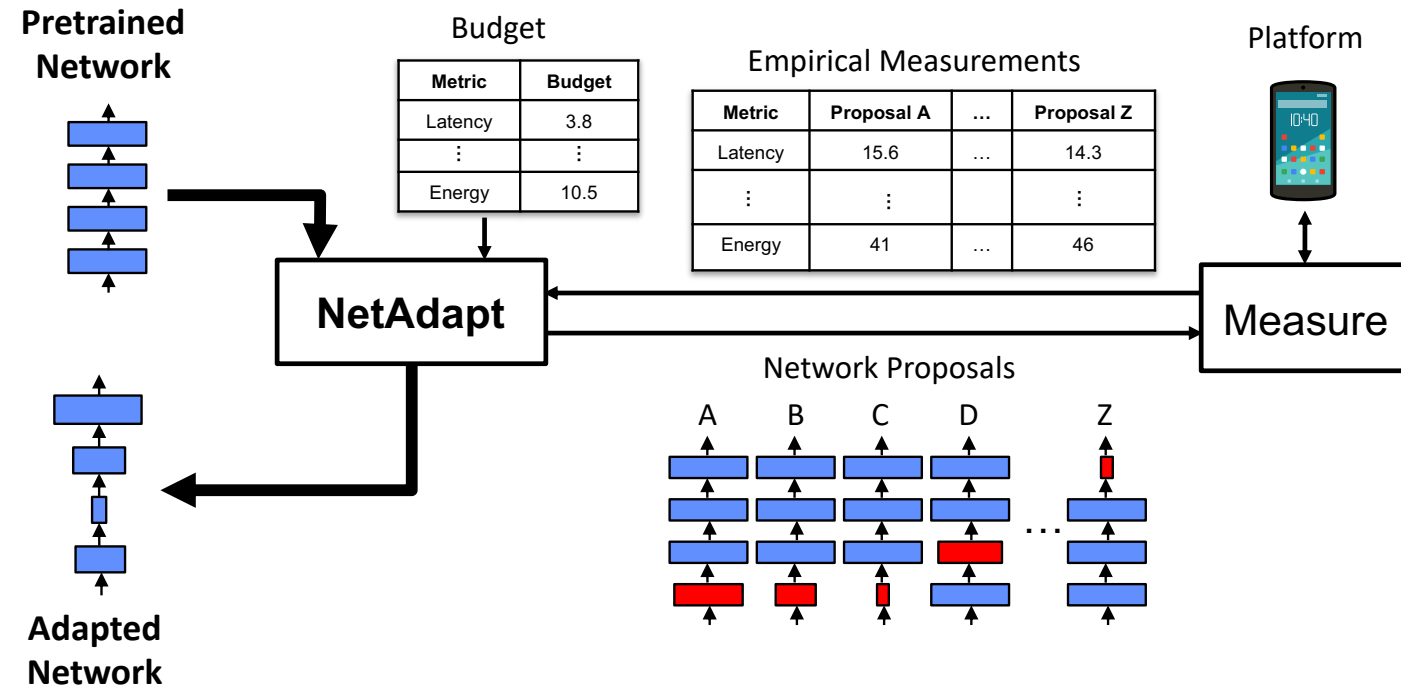 Pretrained
Network
Budget
Metric Budget
Latency 3.8
⋮ ⋮
Energy 10.5
Empirical Measurements
Metric Proposal A ... Proposal Z
Latency 15.6 ... 14.3
⋮ ⋮ ⋮
Energy 41 ... 46
Platform
10:40
NetAdapt
Measure
Network Proposals
A B C D Z
...
Adapted
Network